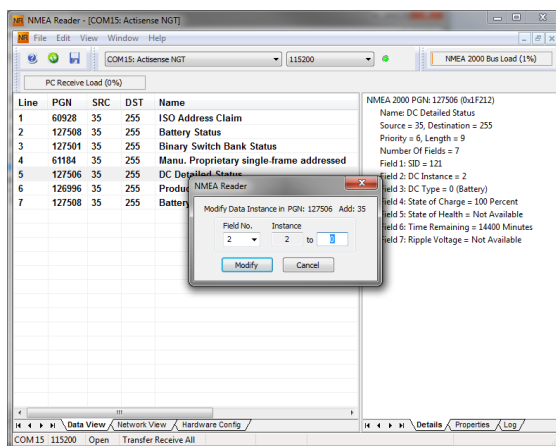 NMEA Reader - [COM15: Actisense NGT]
File Edit View Window Help
COM15: Actisense NGT 115200 NMEA 2000 Bus Load (1%)
PC Receive Load (0%)
Line PGN SRC DST Name
1 60928 35 255 ISO Address Claim
2 127508 35 255 Battery Status
3 127501 35 255 Binary Switch Bank Status
4 61184 35 255 Manu. Proprietary single-frame addressed
5 127506 35 255 DC Detailed Status
6 126996 35 255 Produ
7 127508 35 255 Battery
NMEA 2000 PGN: 127506 (0x1F212)
Name: DC Detailed Status
Source = 35, Destination = 255
Priority = 6, Length = 9
Number Of Fields = 7
Field 1: SID = 121
Field 2: DC Instance = 2
Field 3: DC Type = 0 (Battery)
Field 4: State of Charge = 100 Percent
Field 5: State of Health = Not Available
Field 6: Time Remaining = 14400 Minutes
Field 7: Ripple Voltage = Not Available
NMEA Reader
Modify Data Instance in PGN: 127506 Add: 35
Field No. Instance
2 2 to 0
Modify Cancel
Data View Network View Hardware Config
Details Properties Log
COM15 115200 Open Transfer Receive All